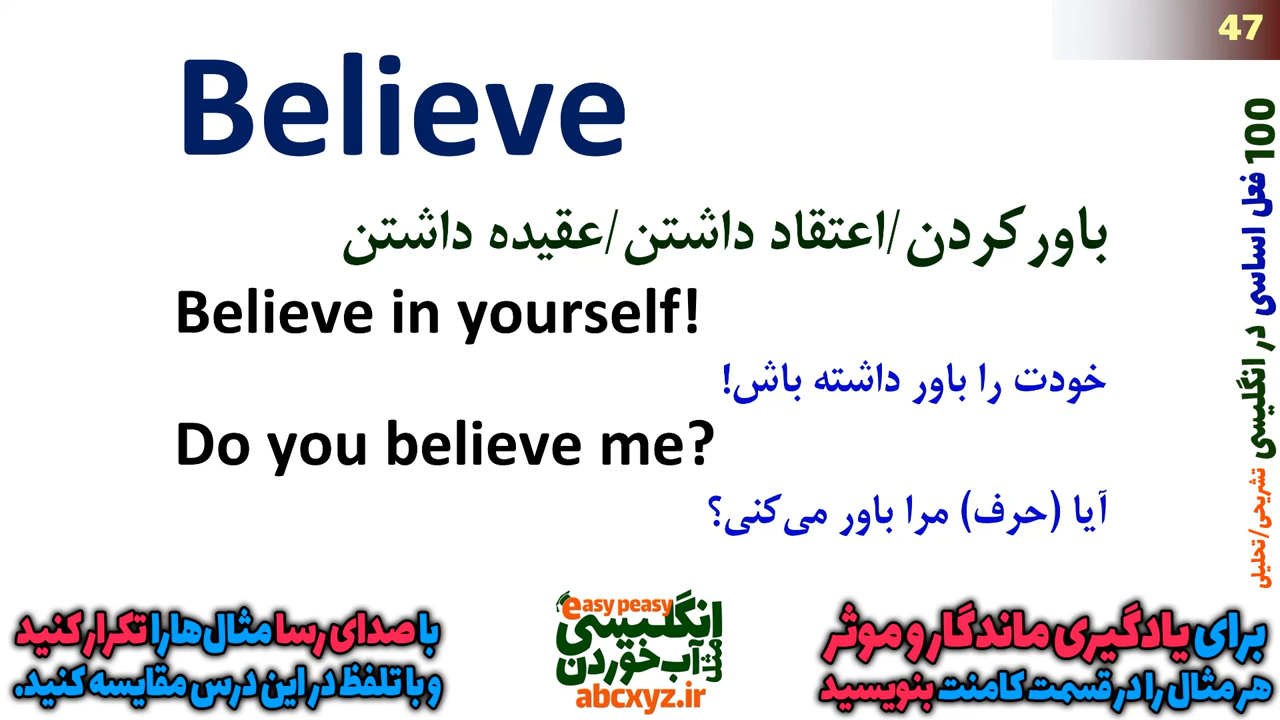 47
Believe
باور کردن/اعتقاد داشتن/عقیده داشتن
Believe in yourself!
خودت را باور داشته باش!
Do you believe me?
آیا (حرف) مرا باور می‌کنی؟
100 فعل اساسی در انگلیسی تشریحی/تحلیلی
برای یادگیری ماندگار و موثر
هر مثال را در قسمت کامنت بنویسید
easy peasy
انگلیسی
مثل آب خوردن
abcxyz.ir
با صدای رسا مثال‌ها را تکرار کنید
و با تلفظ در این درس مقایسه کنید.